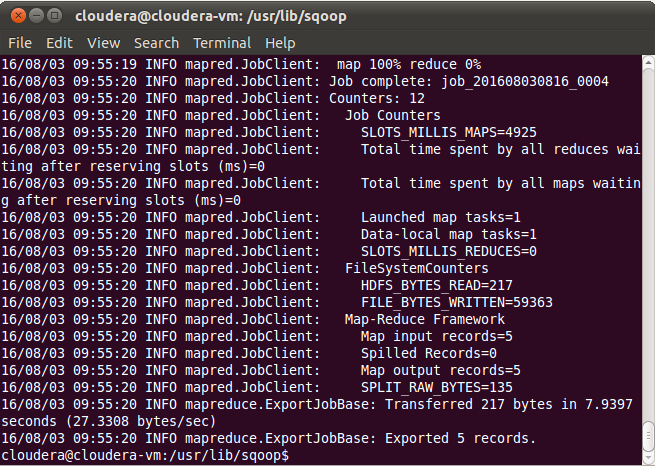 cloudera@cloudera-vm: /usr/lib/sqoop
File Edit View Search Terminal Help
16/08/03 09:55:19 INFO mapred.JobClient:  map 100% reduce 0%
16/08/03 09:55:20 INFO mapred.JobClient: Job complete: job_201608030816_0004
16/08/03 09:55:20 INFO mapred.JobClient: Counters: 12
16/08/03 09:55:20 INFO mapred.JobClient:   Job Counters
16/08/03 09:55:20 INFO mapred.JobClient:     SLOTS_MILLIS_MAPS=4925
16/08/03 09:55:20 INFO mapred.JobClient:     Total time spent by all reduces wai
ting after reserving slots (ms)=0
16/08/03 09:55:20 INFO mapred.JobClient:     Total time spent by all maps waitin
g after reserving slots (ms)=0
16/08/03 09:55:20 INFO mapred.JobClient:     Launched map tasks=1
16/08/03 09:55:20 INFO mapred.JobClient:     Data-local map tasks=1
16/08/03 09:55:20 INFO mapred.JobClient:     SLOTS_MILLIS_REDUCES=0
16/08/03 09:55:20 INFO mapred.JobClient:   FileSystemCounters
16/08/03 09:55:20 INFO mapred.JobClient:     HDFS_BYTES_READ=217
16/08/03 09:55:20 INFO mapred.JobClient:     FILE_BYTES_WRITTEN=59363
16/08/03 09:55:20 INFO mapred.JobClient:   Map-Reduce Framework
16/08/03 09:55:20 INFO mapred.JobClient:     Map input records=5
16/08/03 09:55:20 INFO mapred.JobClient:     Spilled Records=0
16/08/03 09:55:20 INFO mapred.JobClient:     Map output records=5
16/08/03 09:55:20 INFO mapred.JobClient:     SPLIT_RAW_BYTES=135
16/08/03 09:55:20 INFO mapreduce.ExportJobBase: Transferred 217 bytes in 7.9397
seconds (27.3308 bytes/sec)
16/08/03 09:55:20 INFO mapreduce.ExportJobBase: Exported 5 records.
cloudera@cloudera-vm:/usr/lib/sqoop$